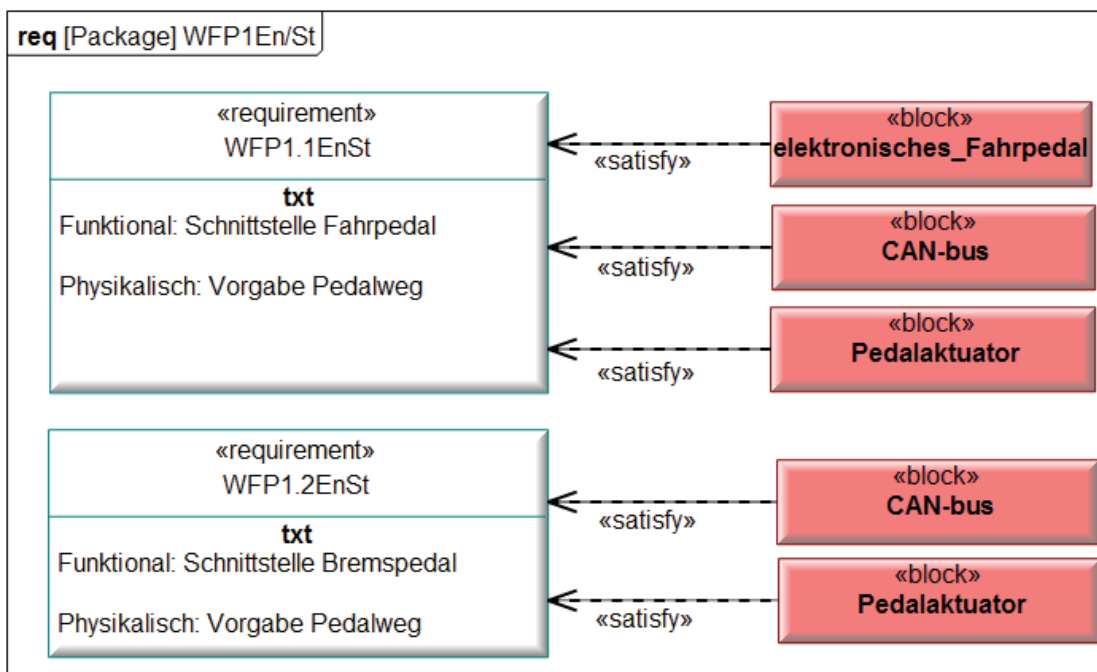 req [Package] WFP1En/St
«requirement»
WFP1.1EnSt
txt
Funktional: Schnittstelle Fahrpedal
Physikalisch: Vorgabe Pedalweg
«satisfy»
«block»
elektronisches_Fahrpedal
«satisfy»
«block»
CAN-bus
«satisfy»
«block»
Pedalaktuator
«requirement»
WFP1.2EnSt
txt
Funktional: Schnittstelle Bremspedal
Physikalisch: Vorgabe Pedalweg
«satisfy»
«block»
CAN-bus
«satisfy»
«block»
Pedalaktuator